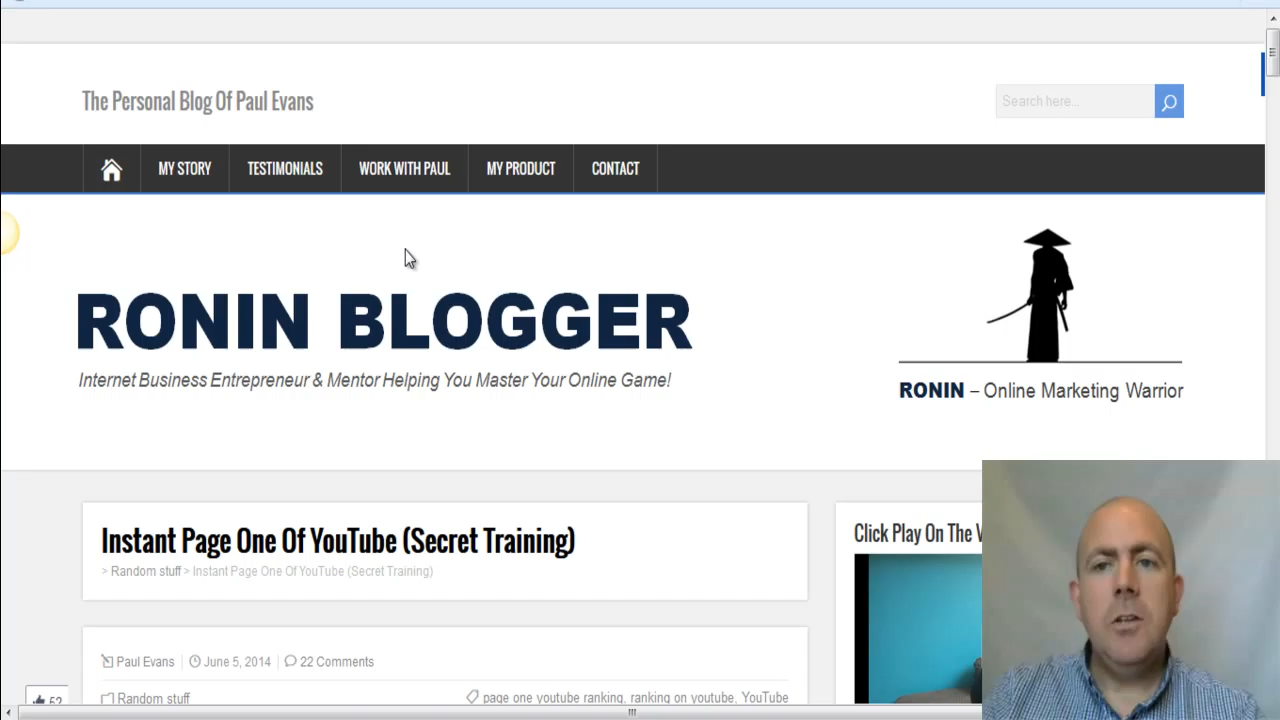 The Personal Blog Of Paul Evans
Search here...
MY STORY TESTIMONIALS WORK WITH PAUL MY PRODUCT CONTACT
RONIN BLOGGER
Internet Business Entrepreneur & Mentor Helping You Master Your Online Game!
RONIN – Online Marketing Warrior
Instant Page One Of YouTube (Secret Training)
> Random stuff > Instant Page One Of YouTube (Secret Training)
Click Play On The
Paul Evans June 5, 2014 22 Comments
Random stuff
page one youtube ranking, ranking on youtube, YouTube